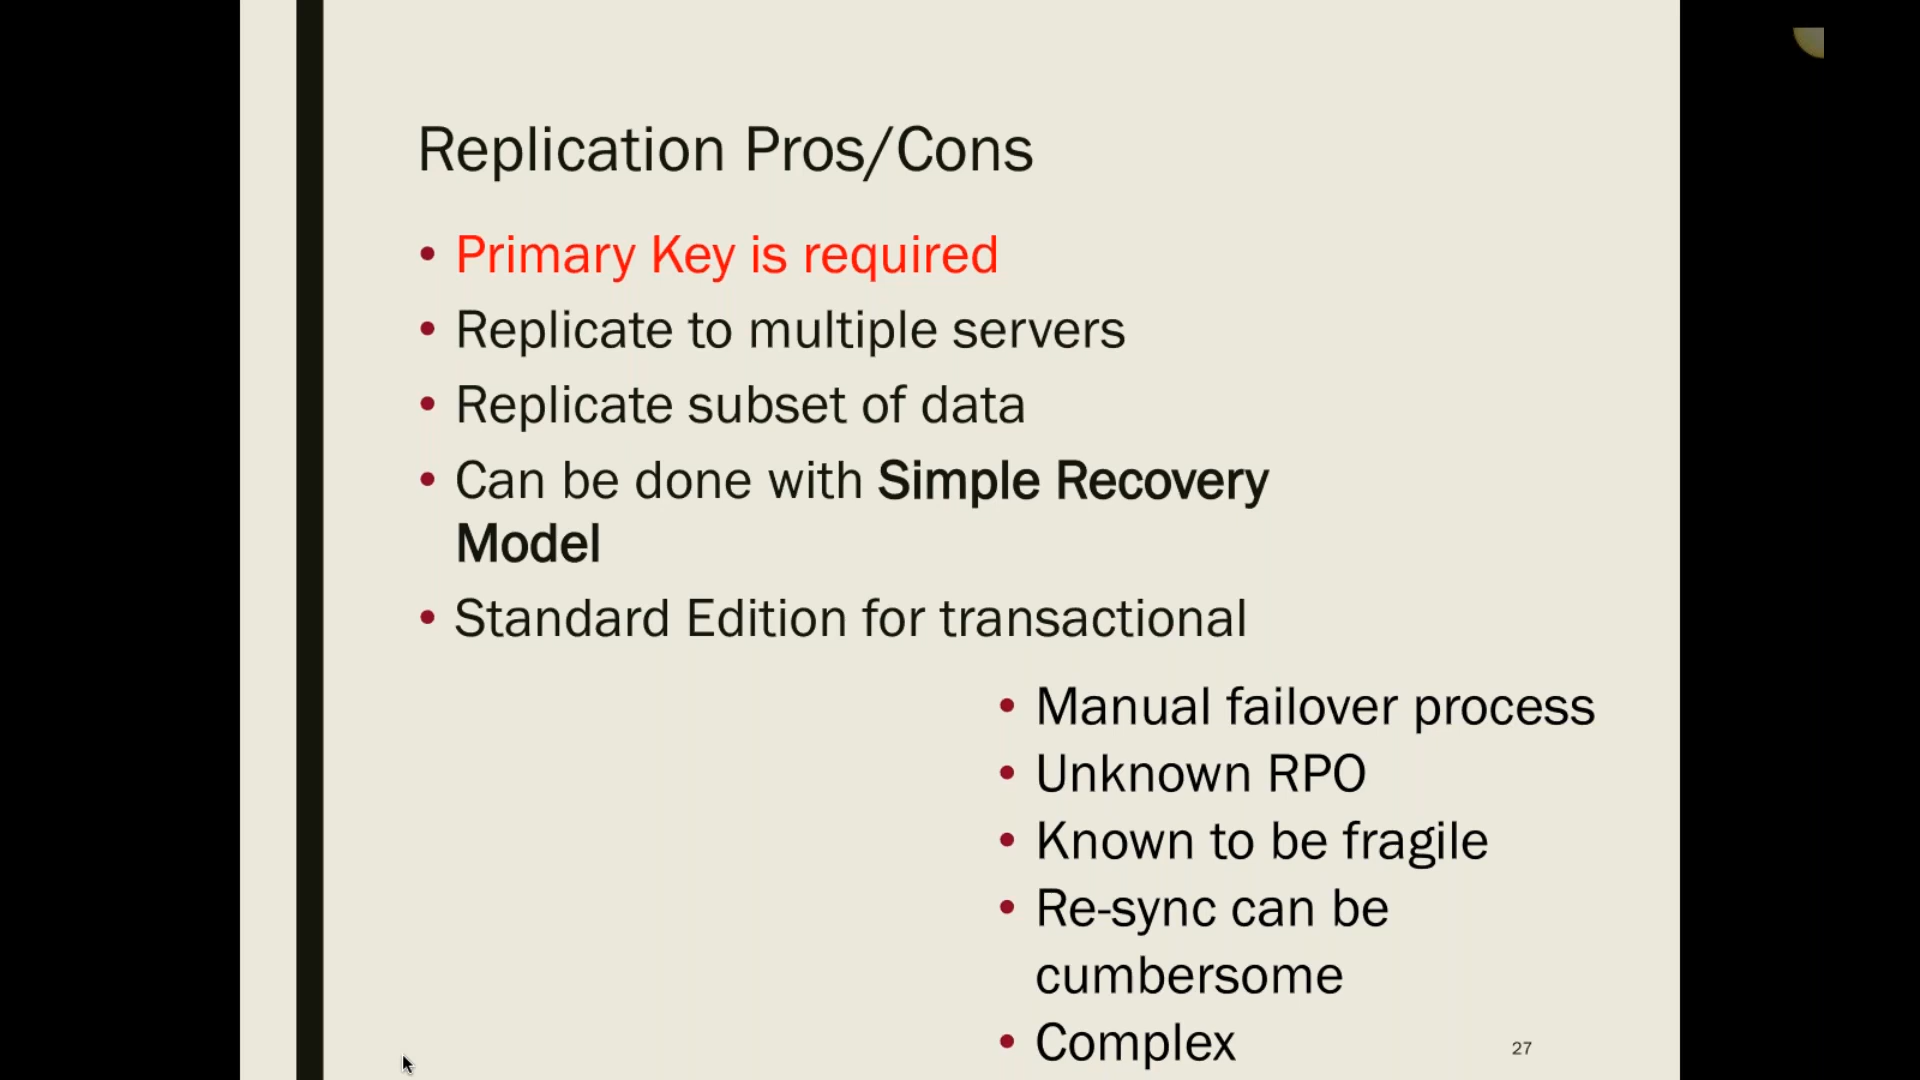 Replication Pros/Cons
• Primary Key is required
• Replicate to multiple servers
• Replicate subset of data
• Can be done with Simple Recovery
Model
• Standard Edition for transactional
• Manual failover process
• Unknown RPO
• Known to be fragile
• Re-sync can be
cumbersome
• Complex
27